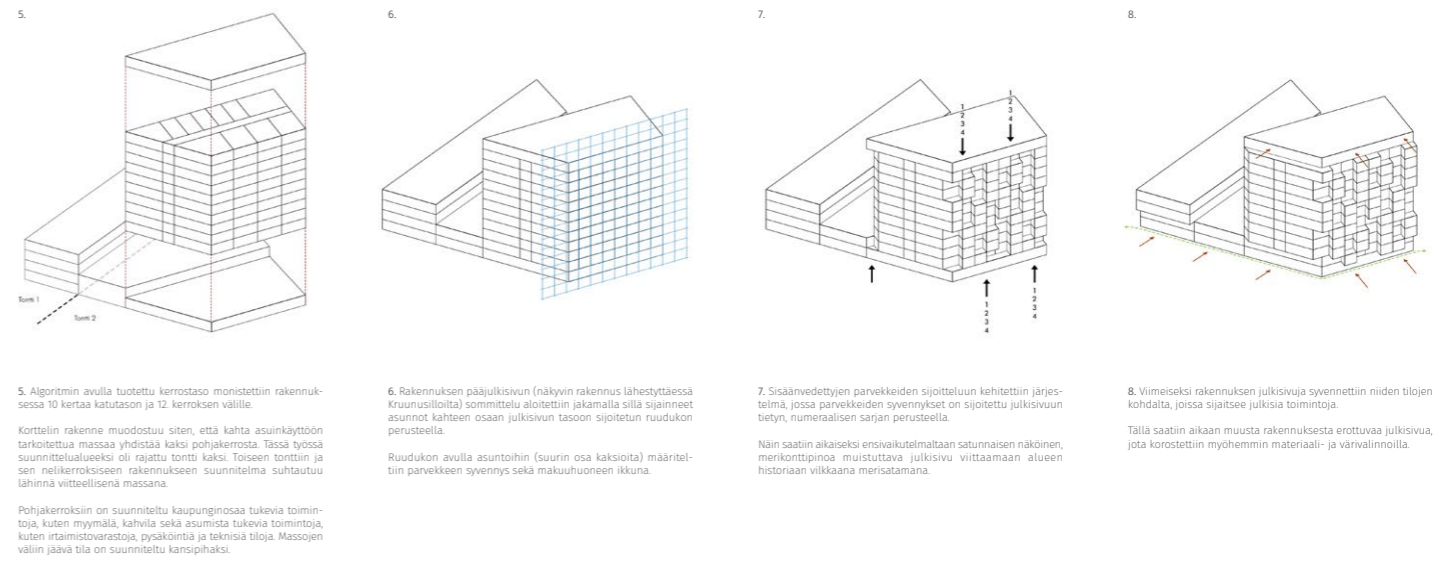 5.
6.
7.
8.
1
2
3
4
1
2
3
4
Tontti 1
Tontti 2
1
2
3
4
1
2
3
4
5. Algoritmin avulla tuotettu kerrostaso monistettiin rakennuk-
sessa 10 kertaa katutason ja 12. kerroksen välille.
Korttelin rakenne muodostuu siten, että kahta asuinkäyttöön
tarkoitettua massaa yhdistää kaksi pohjakerrosta. Tässä työssä
suunnittelualueeksi oli rajattu tontti kaksi. Toiseen tonttiin ja
sen nelikerroksiseen rakennukseen suunnitelma suhtautuu
lähinnä viitteellisenä massana.
Pohjakerroksiin on suunniteltu kaupunginosaa tukevia toimin-
toja, kuten myymälä, kahvila sekä asumista tukevia toimintoja,
kuten irtaimistovarastoja, pysäköintiä ja teknisiä tiloja. Massojen
väliin jäävä tila on suunniteltu kansipihaksi.
6. Rakennuksen pääjulkisivun (näkyvin rakennus lähestyttäessä
Kruunusilloilta) sommittelu aloitettiin jakamalla sillä sijainneet
asunnot kahteen osaan julkisivun tasoon sijoitetun ruudukon
perusteella.
Ruudukon avulla asuntoihin (suurin osa kaksioita) määritel-
tiin parvekkeen syvennys sekä makuuhuoneen ikkuna.
7. Sisäänvedettyjen parvekkeiden sijoitteluun kehitettiin järjes-
telmä, jossa parvekkeiden syvennykset on sijoitettu julkisivuun
tietyn, numeraalisen sarjan perusteella.
Näin saatiin aikaiseksi ensivaikutelmaltaan satunnaisen näköinen,
merikonttipinoa muistuttava julkisivu viittaamaan alueen
historiaan vilkkaana merisatamana.
8. Viimeiseksi rakennuksen julkisivuja syvennettiin niiden tilojen
kohdalta, joissa sijaitsee julkisia toimintoja.
Tällä saatiin aikaan muusta rakennuksesta erottuvaa julkisivua,
jota korostettiin myöhemmin materiaali- ja värivalinnoilla.